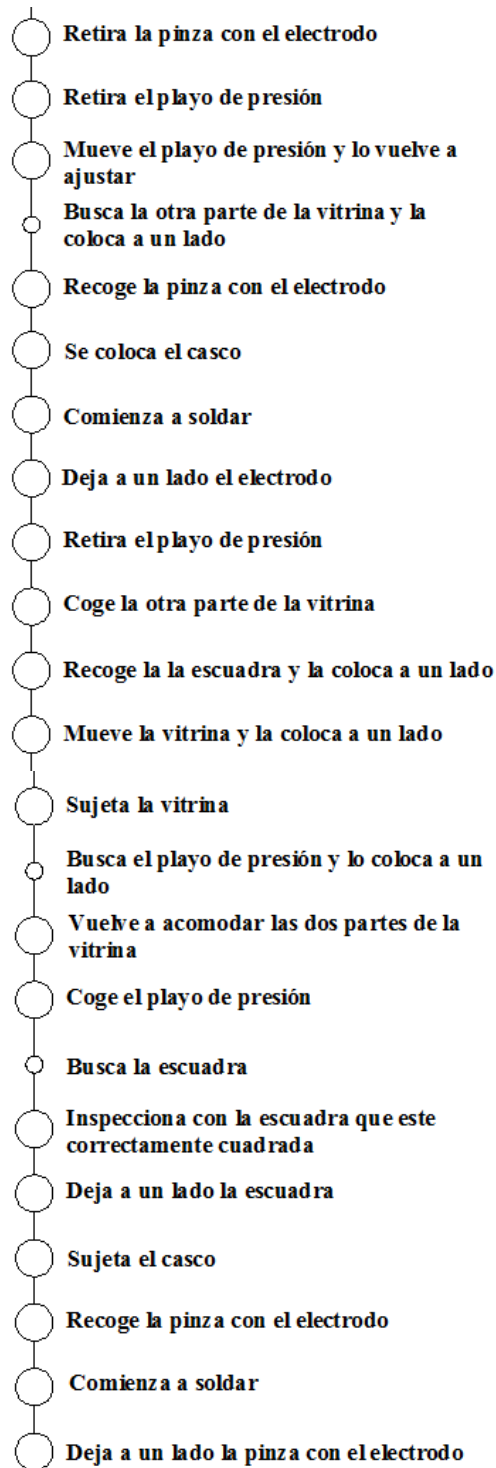 Retira la pinza con el electrodo
Retira el playo de presión
Mueve el playo de presión y lo vuelve a
ajustar
Busca la otra parte de la vitrina y la
coloca a un lado
Recoge la pinza con el electrodo
Se coloca el casco
Comienza a soldar
Deja a un lado el electrodo
Retira el playo de presión
Coge la otra parte de la vitrina
Recoge la la escuadra y la coloca a un lado
Mueve la vitrina y la coloca a un lado
Sujeta la vitrina
Busca el playo de presión y lo coloca a un
lado
Vuelve a acomodar las dos partes de la
vitrina
Coge el playo de presión
Busca la escuadra
Inspecciona con la escuadra que este
correctamente cuadrada
Deja a un lado la escuadra
Sujeta el casco
Recoge la pinza con el electrodo
Comienza a soldar
Deja a un lado la pinza con el electrodo